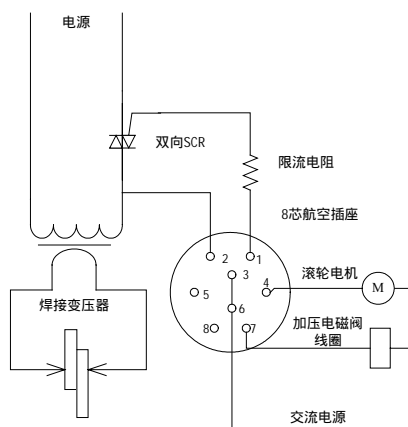 电源
双向SCR
限流电阻
8芯航空插座
2
1
3
滚轮电机
4
M
5
焊接变压器
6
加压电磁阀
线圈
8
7
交流电源